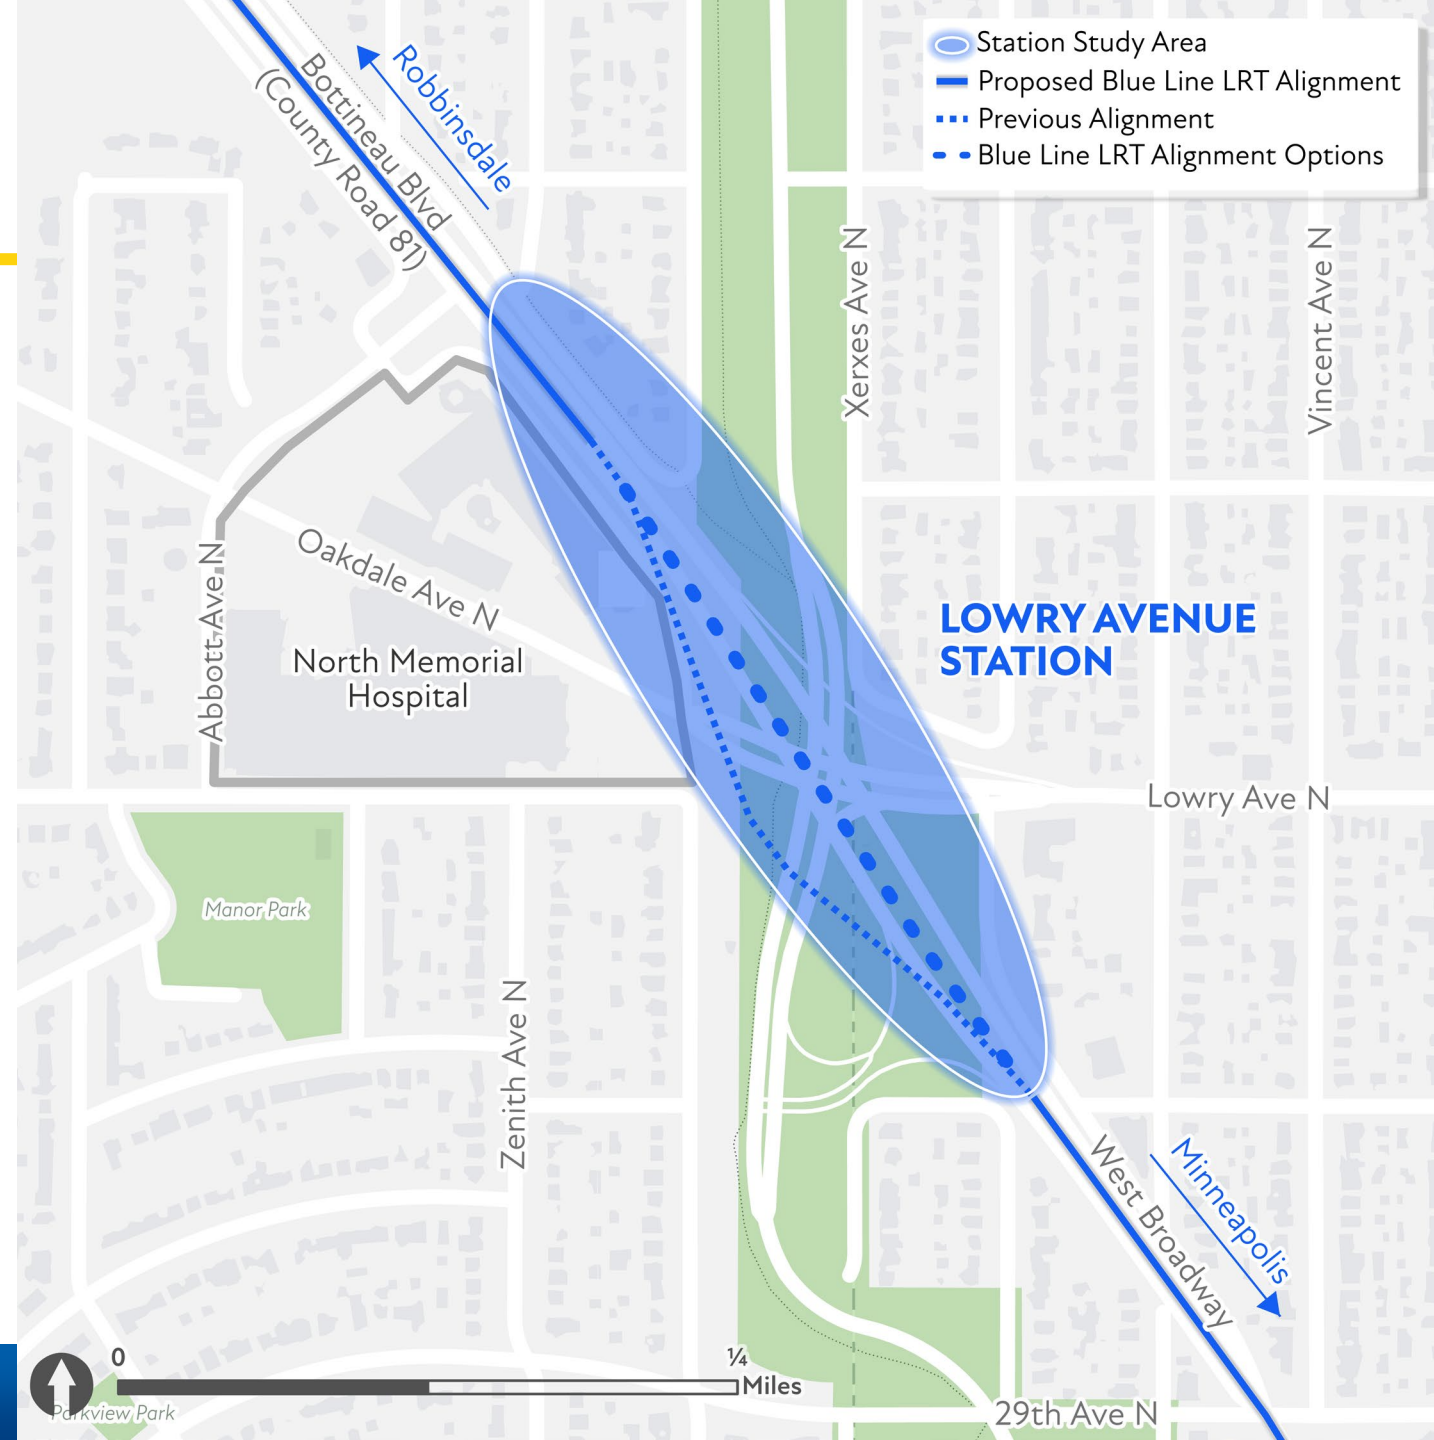 Station Study Area
Proposed Blue Line LRT Alignment
Previous Alignment
Blue Line LRT Alignment Options
Robbinsdale
Bottineau Blvd
(County Road 81)
Xerxes Ave N
Vincent Ave N
Oakdale Ave N
Abbott Ave N
North Memorial
Hospital
LOWRY AVENUE
STATION
Lowry Ave N
Manor Park
Zenith Ave N
West Broadway
Minneapolis
0
¼
Miles
Parkview Park
29th Ave N